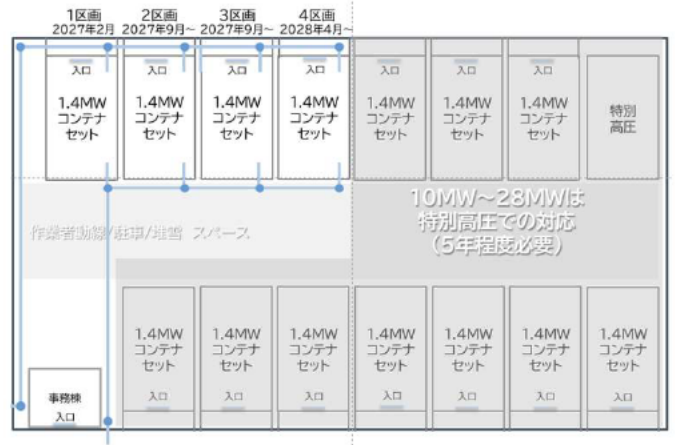 1区画 2区画 3区画 4区画
2027年2月 2027年9月~ 2027年9月~ 2028年4月~
入口 入口 入口 入口 入口 入口 入口
1.4MW 1.4MW 1.4MW 1.4MW 1.4MW 1.4MW 1.4MW 特別
コンテナ コンテナ コンテナ コンテナ コンテナ コンテナ コンテナ 高圧
セット セット セット セット セット セット セット
10MW~28MWは
特別高圧での対応
(5年程度必要)
作業者動線/駐車/堆雪 スペース
1.4MW 1.4MW 1.4MW 1.4MW 1.4MW 1.4MW 1.4MW
コンテナ コンテナ コンテナ コンテナ コンテナ コンテナ コンテナ
セット セット セット セット セット セット セット
事務棟 入口 入口 入口 入口 入口 入口 入口
入口